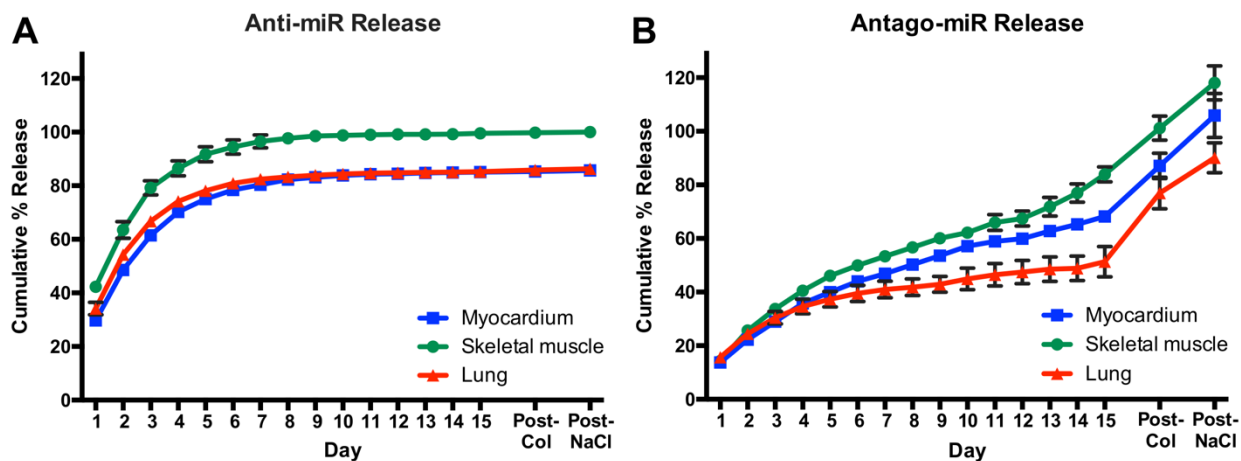 A
Anti-miR Release
Cumulative % Release
120
100
80
60
40
20
0
Myocardium
Skeletal muscle
Lung
1 2 3 4 5 6 7 8 9 10 11 12 13 14 15 Post-Col Post-NaCl
Day
B
Antago-miR Release
Cumulative % Release
120
100
80
60
40
20
0
Myocardium
Skeletal muscle
Lung
1 2 3 4 5 6 7 8 9 10 11 12 13 14 15 Post-Col Post-NaCl
Day